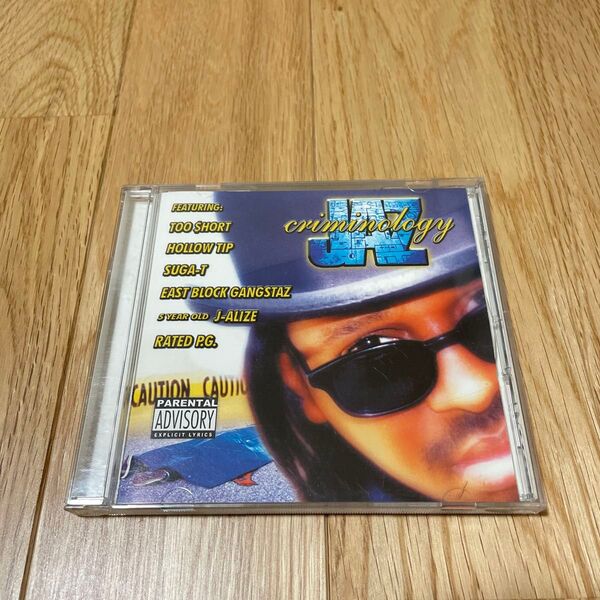 FEATURING:
TOO SHORT
HOLLOW TIP
SUGA-T
EAST BLOCK GANGSTAZ
5 YEAR OLD J-ALIZE
RATED P.G.
JAZ
criminology
CAUTION CAUTIO
PARENTAL
ADVISORY
EXPLICIT LYRICS